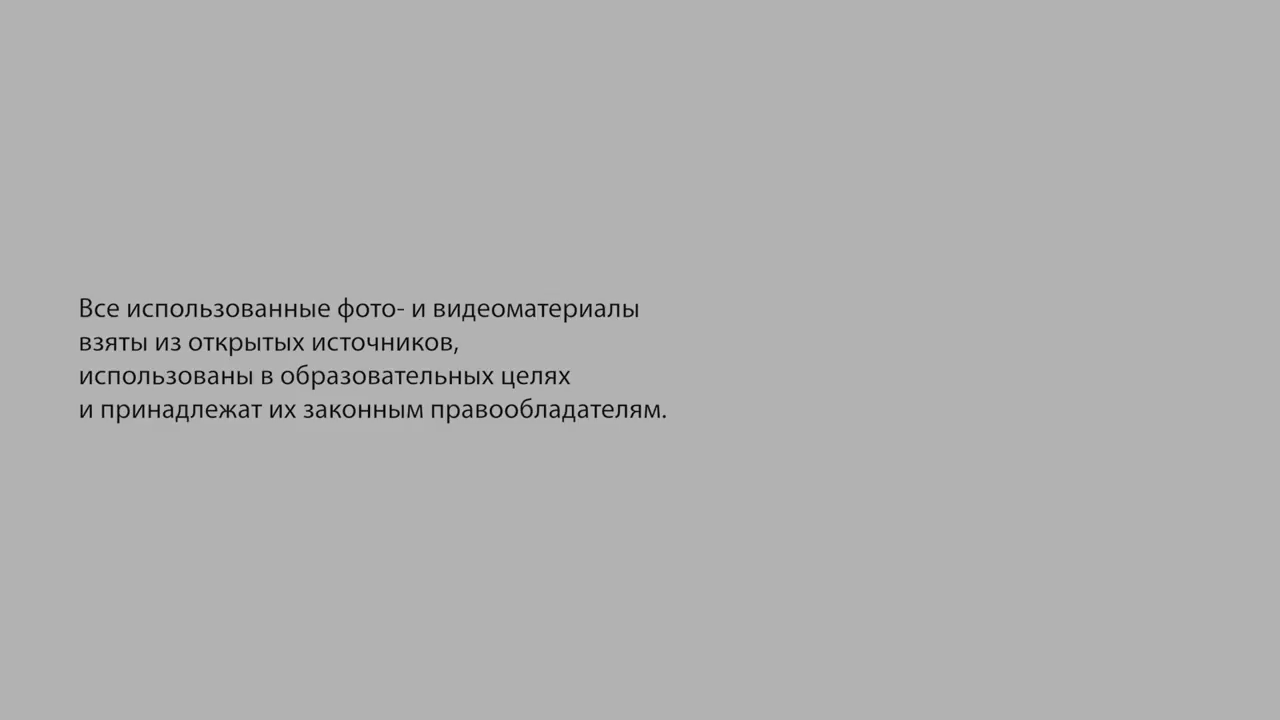 Все использованные фото- и видеоматериалы
взяты из открытых источников,
использованы в образовательных целях
и принадлежат их законным правообладателям.